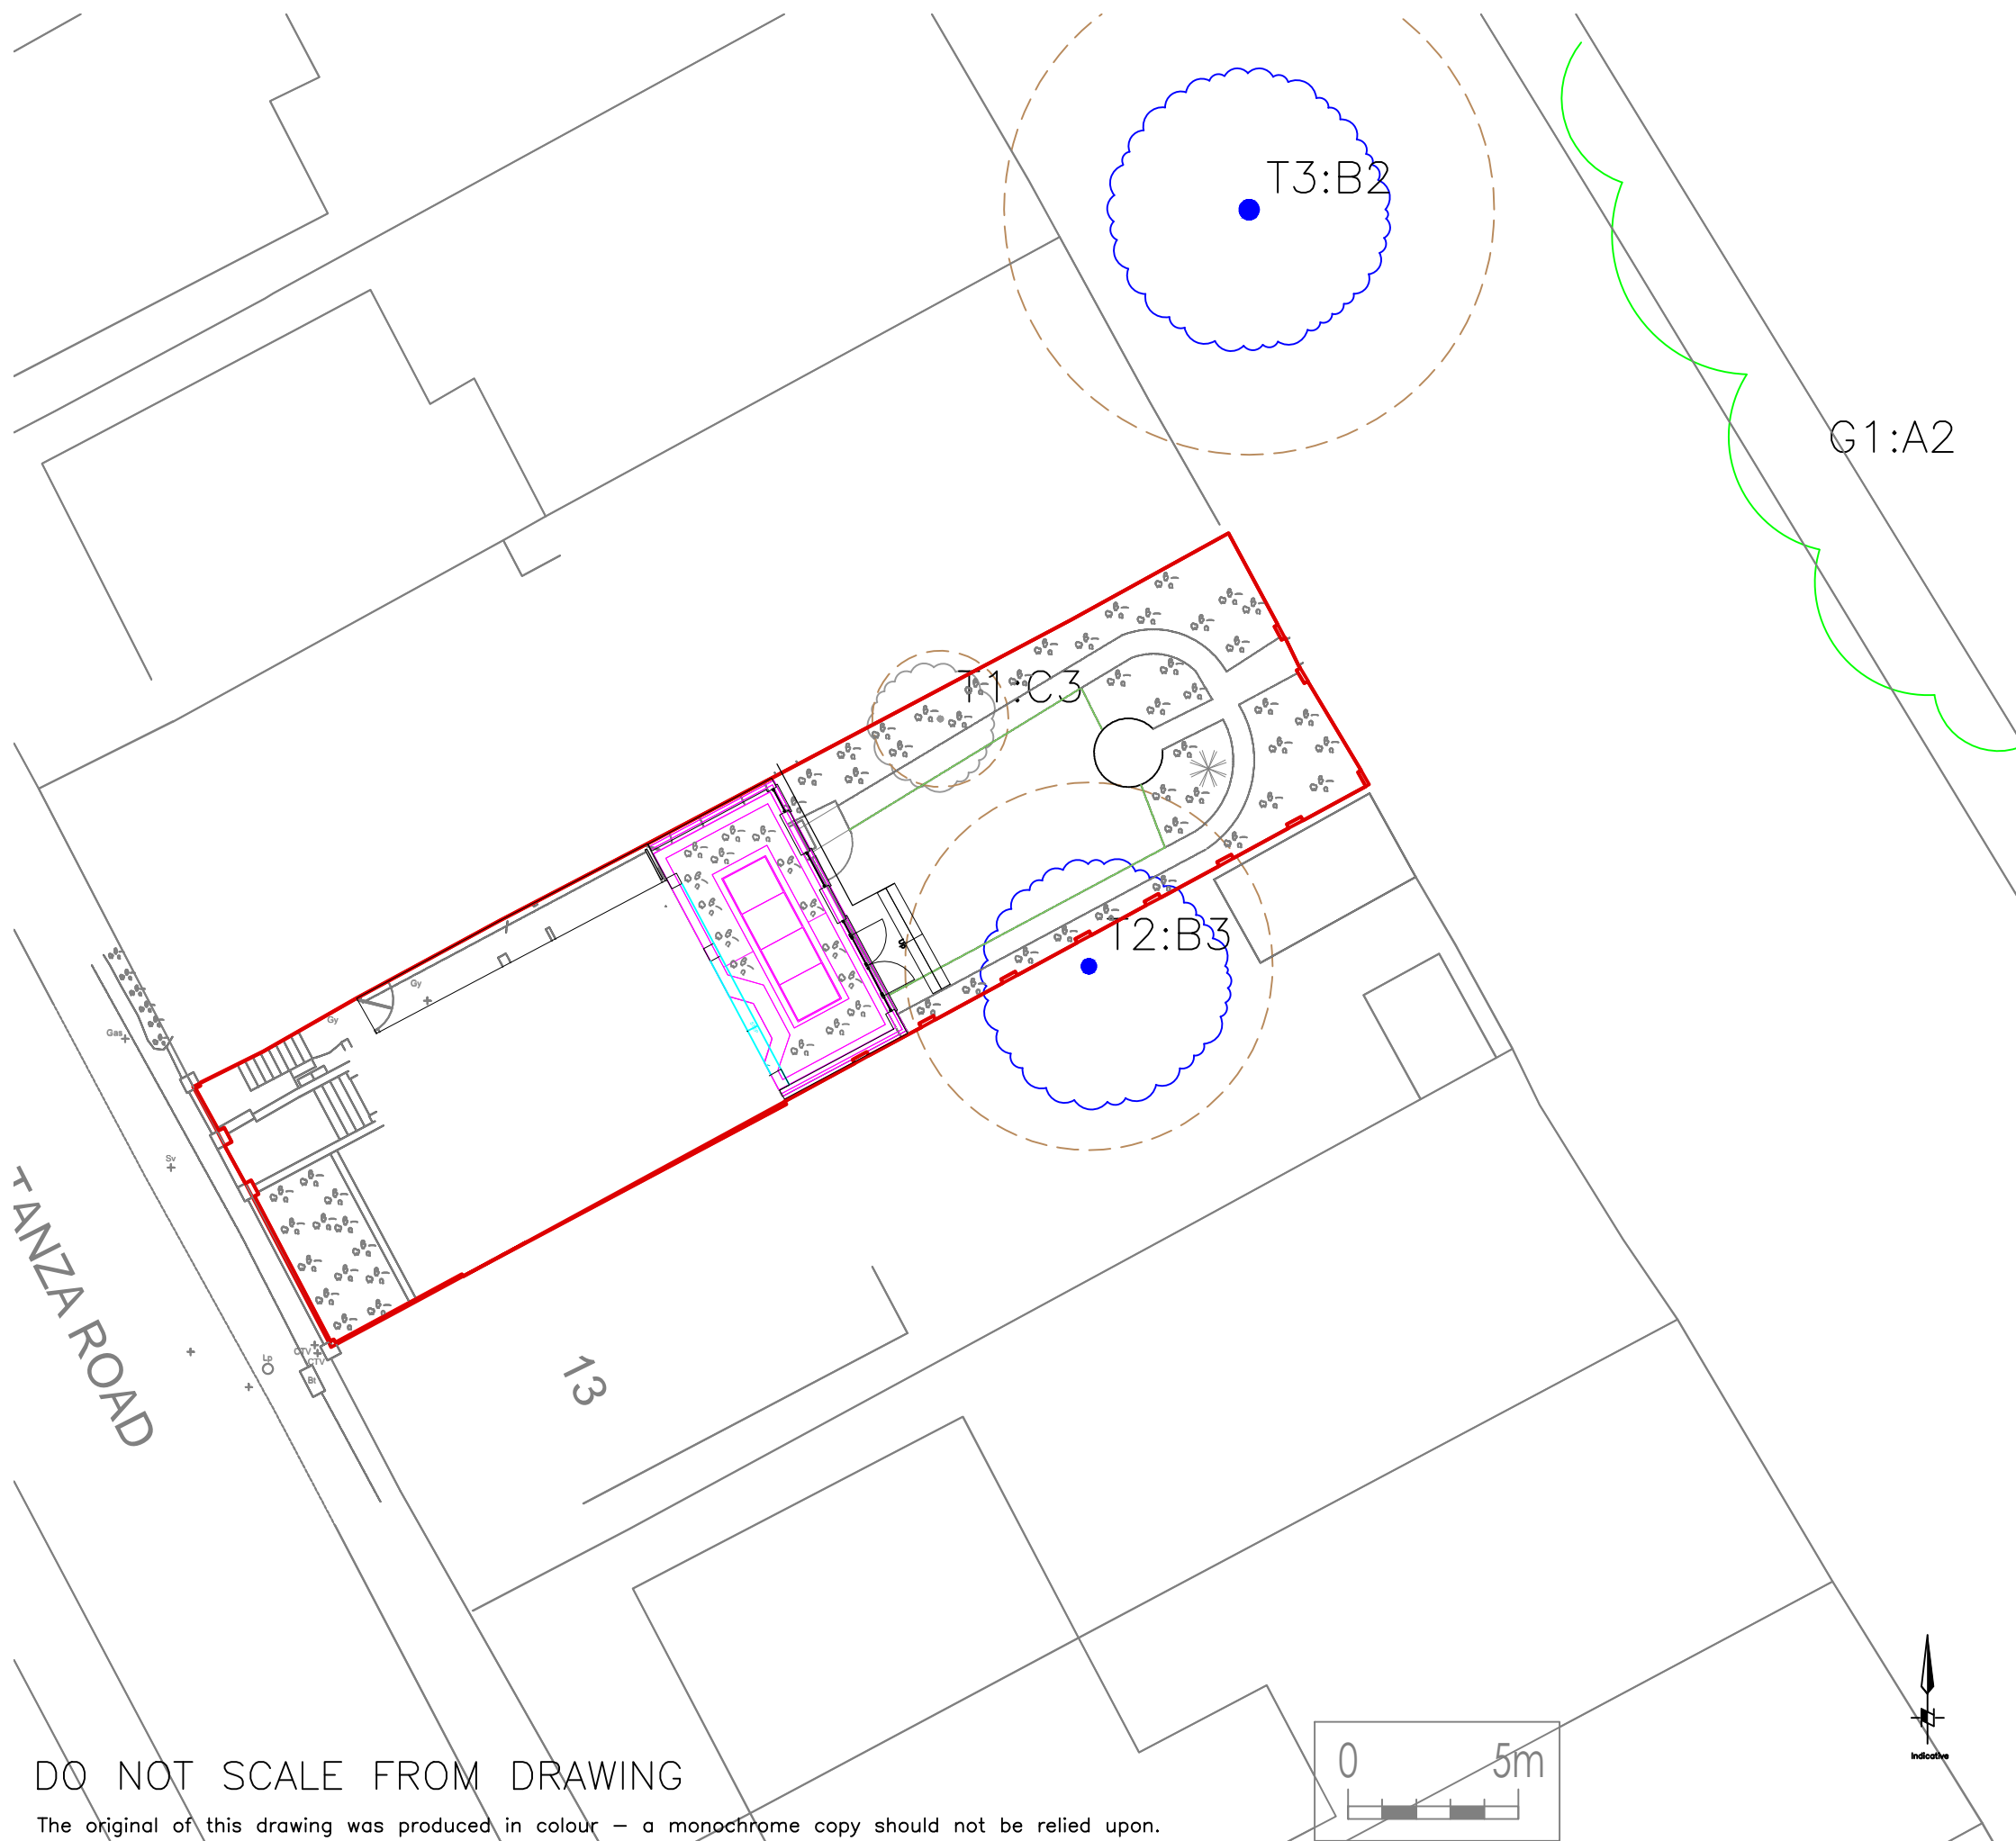 T3:B2
G1:A2
T1:C3
T2:B3
Gy
Gy
Gas
Sv
TANZA ROAD
CTV
CTV
Lp
Bt
13
DO NOT SCALE FROM DRAWING
The original of this drawing was produced in colour – a monochrome copy should not be relied upon.
0 5m
Indicative